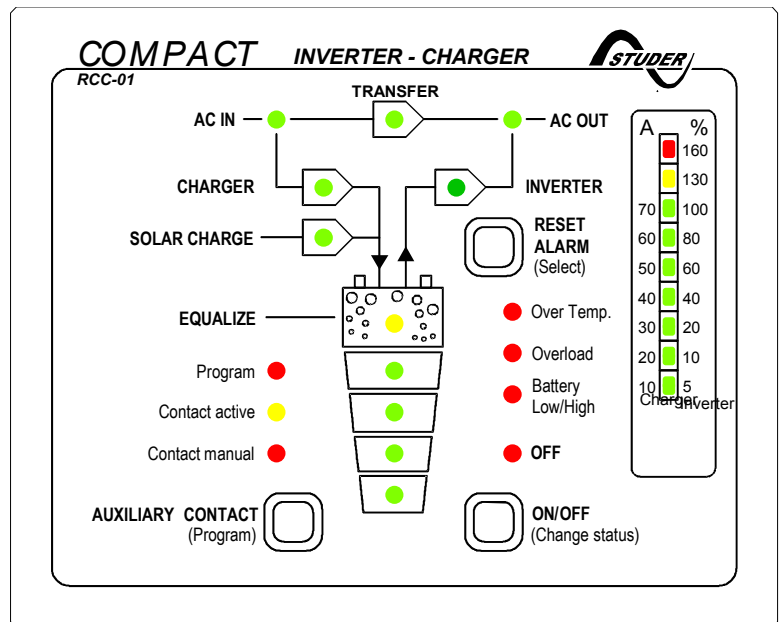 COMPACT INVERTER - CHARGER STUDER
RCC-01
TRANSFER
AC IN
AC OUT
CHARGER
INVERTER
SOLAR CHARGE
RESET
ALARM
(Select)
EQUALIZE
Over Temp.
Overload
Battery
Low/High
OFF
Program
Contact active
Contact manual
AUXILIARY CONTACT
(Program)
ON/OFF
(Change status)
A %
160
130
70 100
60 80
50 60
40 40
30 20
20 10
10 5
Charger Inverter